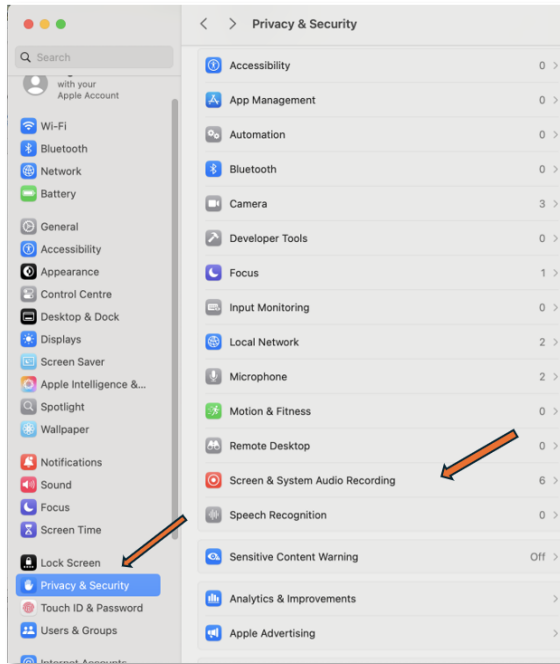 Privacy & Security
Search
with your
Apple Account
Wi-Fi
Bluetooth
Network
Battery
General
Accessibility
Appearance
Control Centre
Desktop & Dock
Displays
Screen Saver
Apple Intelligence &...
Spotlight
Wallpaper
Notifications
Sound
Focus
Screen Time
Lock Screen
Privacy & Security
Touch ID & Password
Users & Groups
Internet Accounts
Accessibility 0
App Management 0
Automation 0
Bluetooth 0
Camera 3
Developer Tools 0
Focus 1
Input Monitoring 0
Local Network 2
Microphone 2
Motion & Fitness 0
Remote Desktop 0
Screen & System Audio Recording 6
Speech Recognition 0
Sensitive Content Warning Off
Analytics & Improvements
Apple Advertising